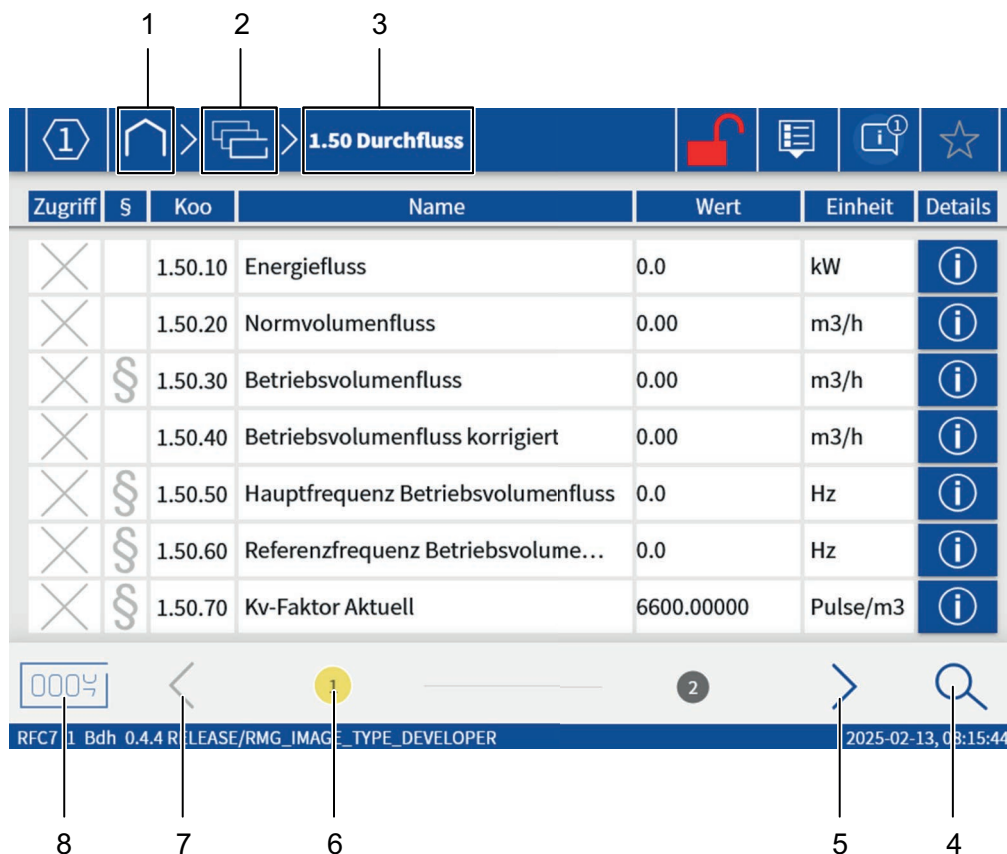 1 2 3
1 1.50 Durchfluss i 1
Zugriff § Koo Name Wert Einheit Details
1.50.10 Energiefluss 0.0 kW i
1.50.20 Normvolumenfluss 0.00 m3/h i
§ 1.50.30 Betriebsvolumenfluss 0.00 m3/h i
1.50.40 Betriebsvolumenfluss korrigiert 0.00 m3/h i
§ 1.50.50 Hauptfrequenz Betriebsvolumenfluss 0.0 Hz i
§ 1.50.60 Referenzfrequenz Betriebsvolume... 0.0 Hz i
§ 1.50.70 Kv-Faktor Aktuell 6600.00000 Pulse/m3 i
1 2
Bdh 0.4.4 RELEASE/RMG_IMAGE_TYPE_DEVELOPER 2025-02-13, 08:15:44
8 7 6 5 4